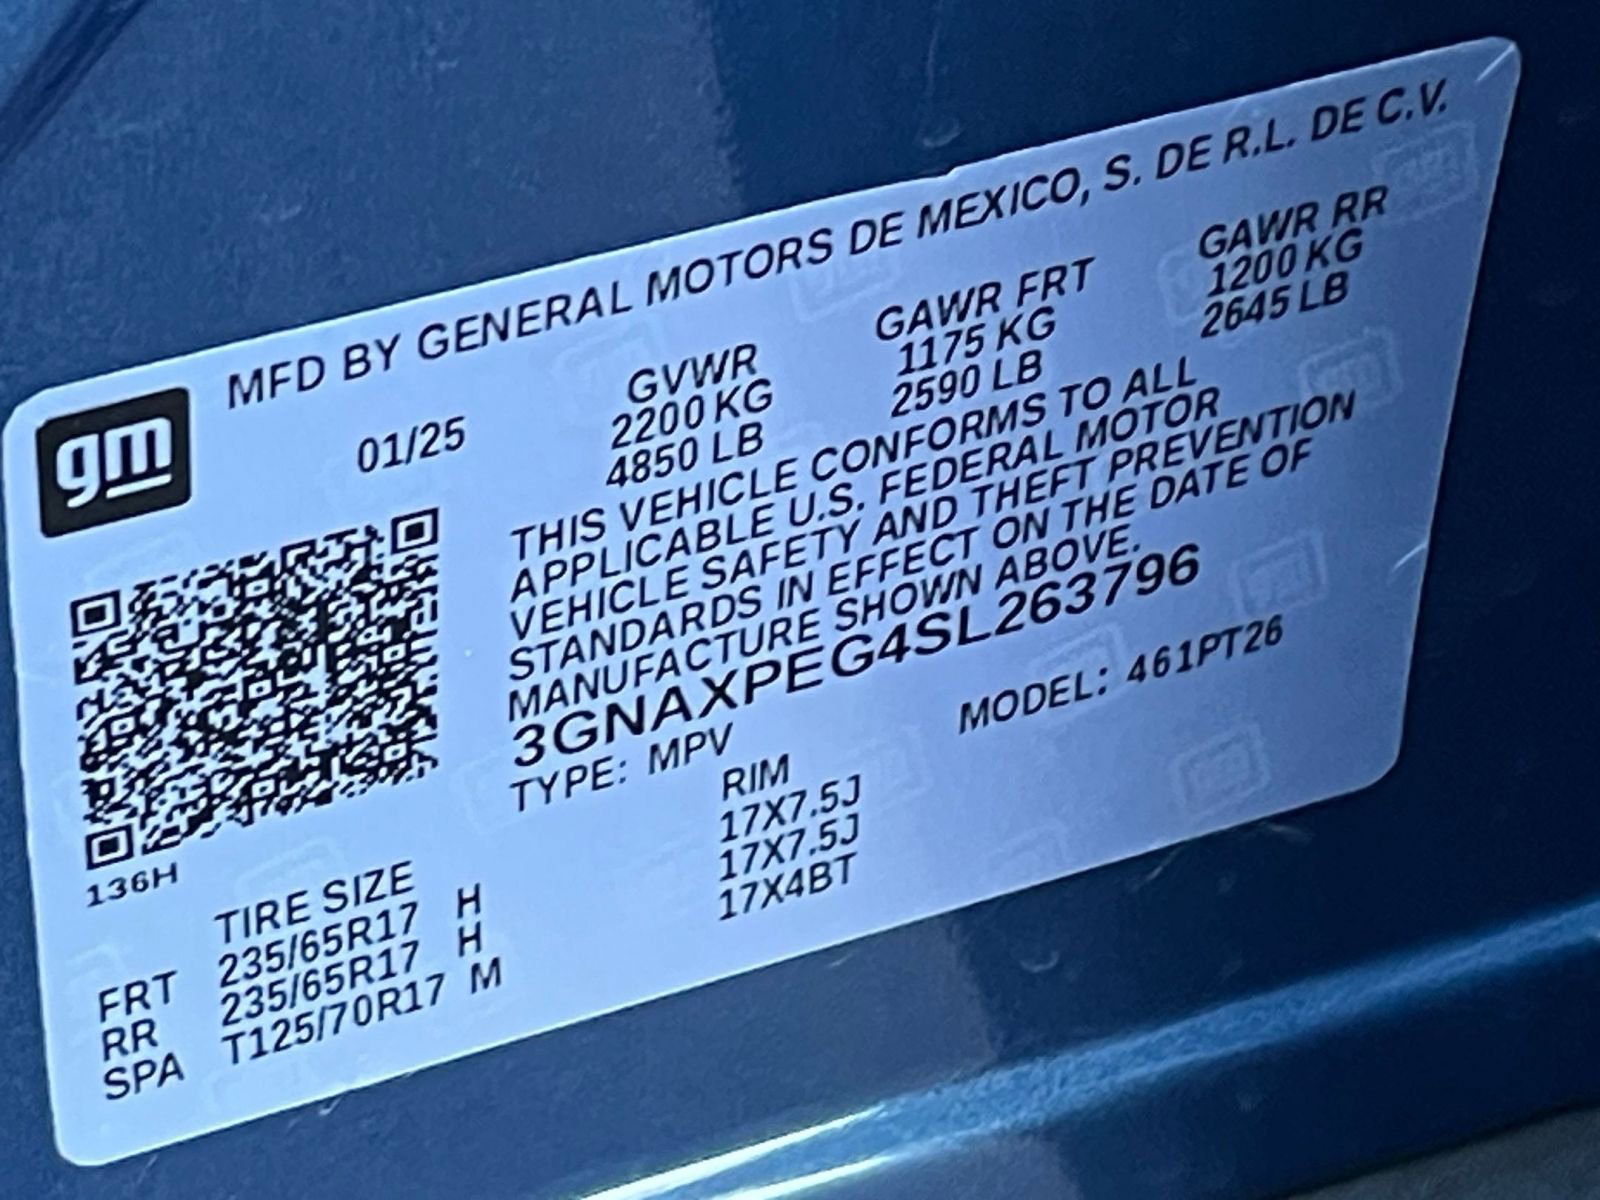 gm
MFD BY GENERAL MOTORS DE MEXICO, S. DE R.L. DE C.V.
01/25
GVWR
2200 KG
4850 LB
GAWR FRT
1175 KG
2590 LB
GAWR RR
1200 KG
2645 LB
THIS VEHICLE CONFORMS TO ALL
APPLICABLE U.S. FEDERAL MOTOR
VEHICLE SAFETY AND THEFT PREVENTION
STANDARDS IN EFFECT ON THE DATE OF
MANUFACTURE SHOWN ABOVE.
3GNAXPEG4SL263796
TYPE: MPV
MODEL: 461PT26
136H
TIRE SIZE RIM
FRT 235/65R17 H 17X7.5J
RR 235/65R17 H 17X7.5J
SPA T125/70R17 M 17X4BT